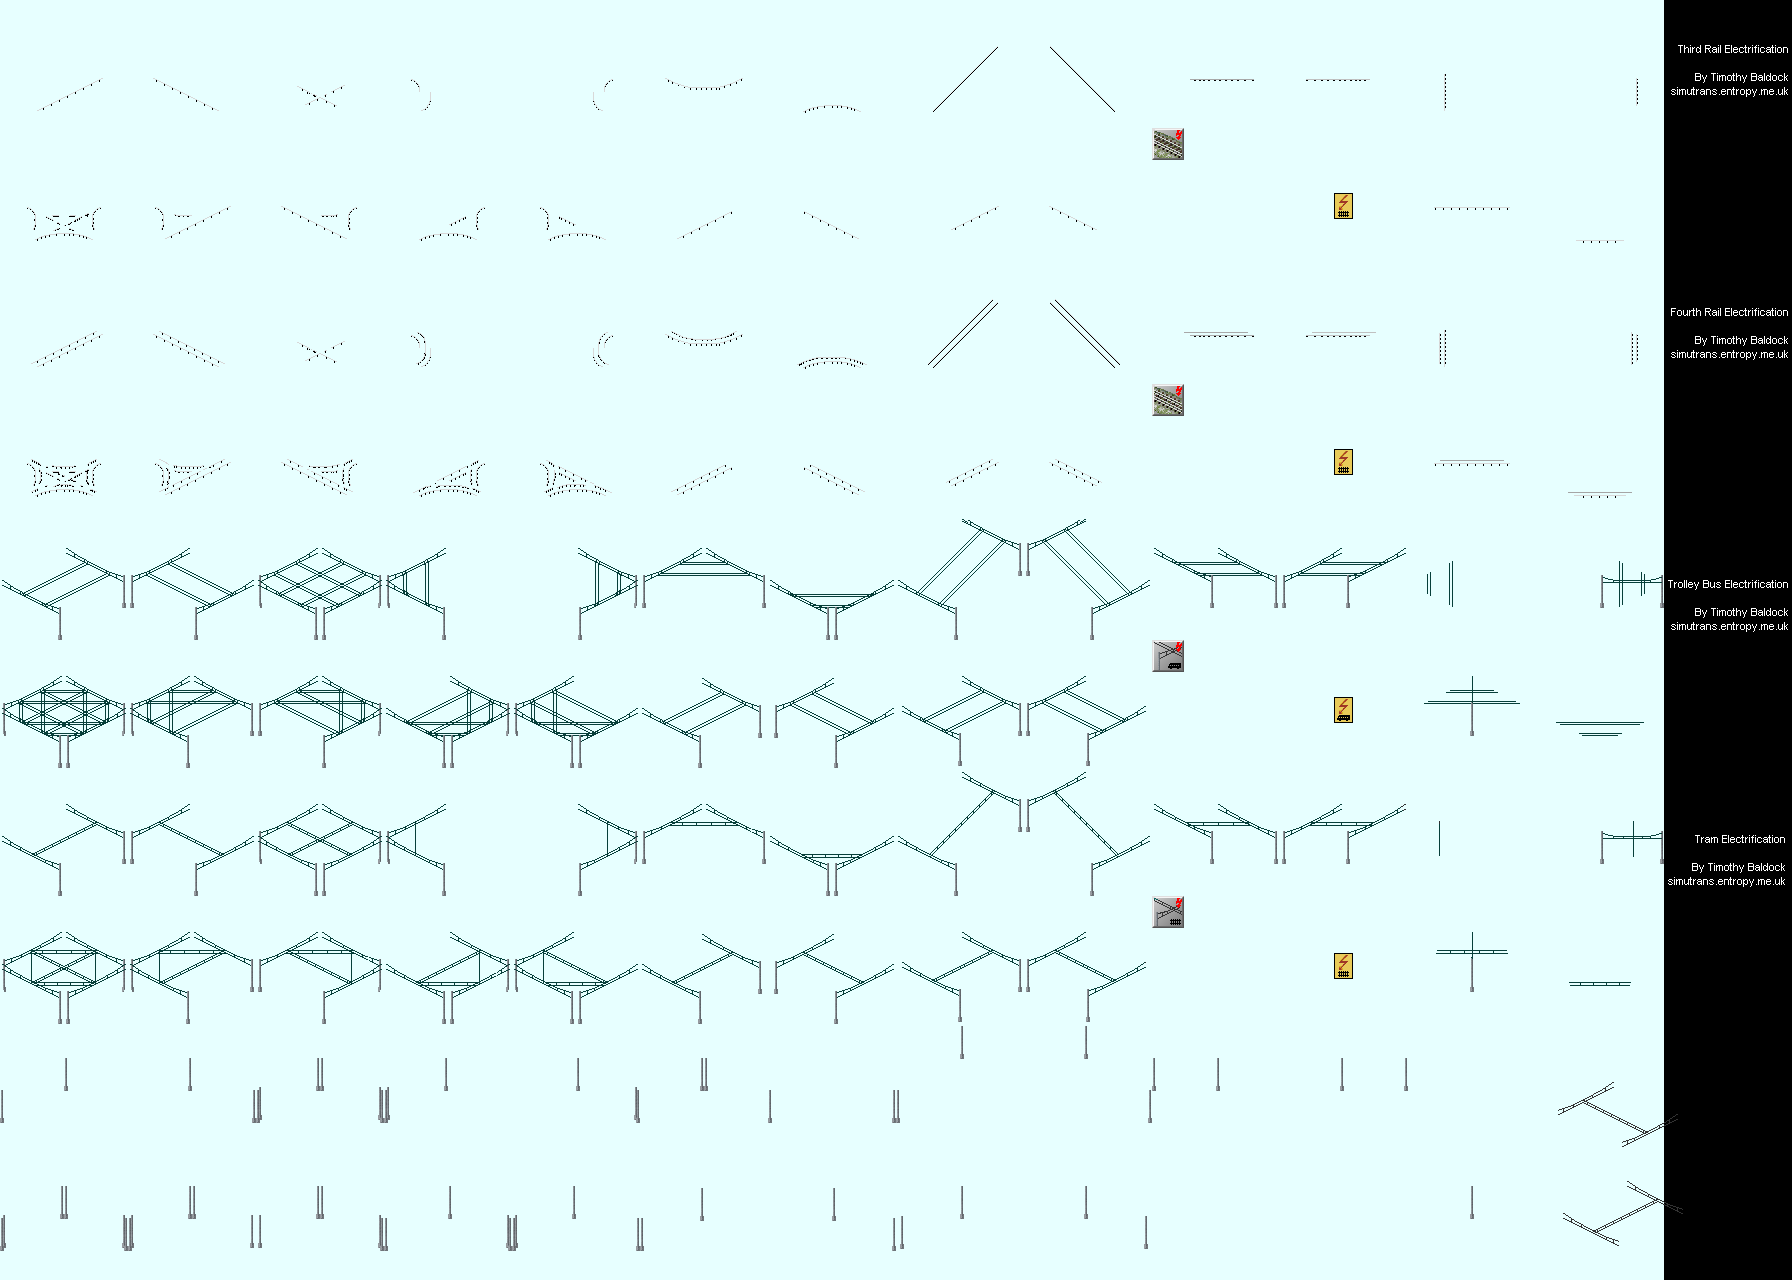 Third Rail Electrification
By Timothy Baldock
simutrans.entropy.me.uk
Fourth Rail Electrification
By Timothy Baldock
simutrans.entropy.me.uk
Trolley Bus Electrification
By Timothy Baldock
simutrans.entropy.me.uk
Tram Electrification
By Timothy Baldock
simutrans.entropy.me.uk